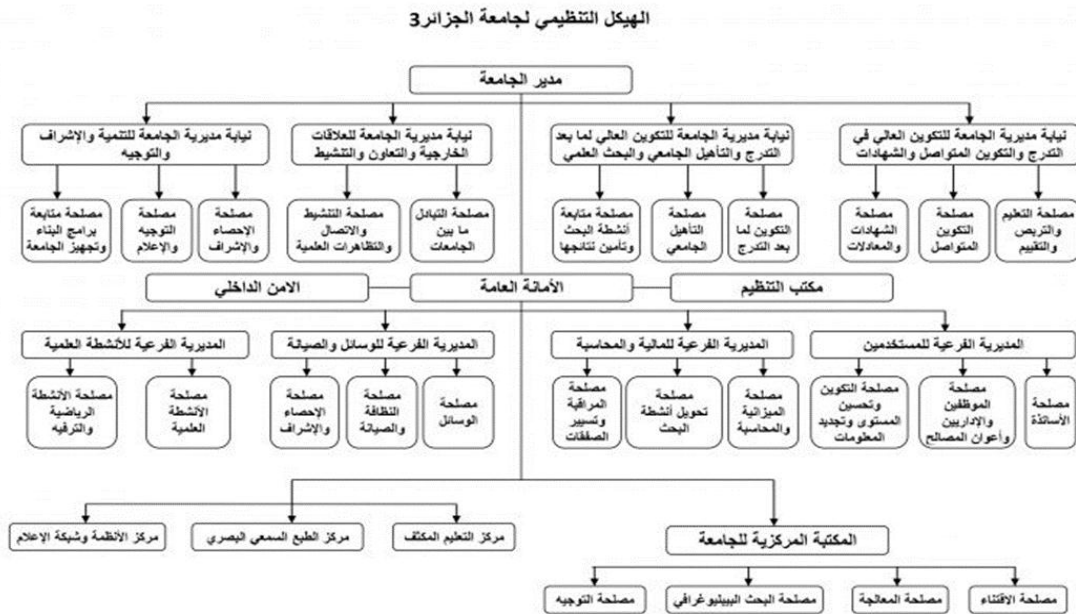 الهيكل التنظيمي لجامعة الجزائر3
مدير الجامعة
نيابة مديرية الجامعة للتكوين العالي في
التدرج والتكوين المتواصل والشهادات
نيابة مديرية الجامعة للتكوين العالي لما بعد
التدرج والتأهيل الجامعي والبحث العلمي
نيابة مديرية الجامعة للعلاقات
الخارجية والتعاون والتنشيط
نيابة مديرية الجامعة للتنمية والإشراف
والتوجيه
مصلحة التعليم
والتربص
والتقييم
مصلحة
التكوين
المتواصل
مصلحة
الشهادات
والمعادلات
مصلحة
التكوين لما
بعد التدرج
مصلحة
التأهيل
الجامعي
مصلحة متابعة
أنشطة البحث
وتأمين نتائجها
مصلحة التبادل
ما بين
الجامعات
مصلحة التنشيط
والاتصال
والتظاهرات العلمية
مصلحة
الإحصاء
والإشراف
مصلحة
التوجيه
والإعلام
مصلحة متابعة
برامج البناء
وتجهيز الجامعة
مكتب التنظيم
الأمانة العامة
الامن الداخلي
المديرية الفرعية للمستخدمين
المديرية الفرعية للمالية والمحاسبة
المديرية الفرعية للوسائل والصيانة
المديرية الفرعية للأنشطة العلمية
مصلحة
الأساتذة
مصلحة
الموظفين
والإداريين
وأعوان المصالح
مصلحة التكوين
وتحسين
المستوى وتجديد
المعلومات
مصلحة
الميزانية
والمحاسبة
مصلحة
تحويل أنشطة
البحث
مصلحة
المراقبة
وتسيير
الصفقات
مصلحة
الوسائل
مصلحة
النظافة
والصيانة
مصلحة
الإحصاء
والإشراف
مصلحة
الأنشطة
العلمية
مصلحة الأنشطة
الرياضية
والترفيه
المكتبة المركزية للجامعة
مركز التعليم المكثف
مركز الطبع السمعي البصري
مركز الأنظمة وشبكة الإعلام
مصلحة الاقتناء
مصلحة المعالجة
مصلحة البحث البيبليوغرافي
مصلحة التوجيه